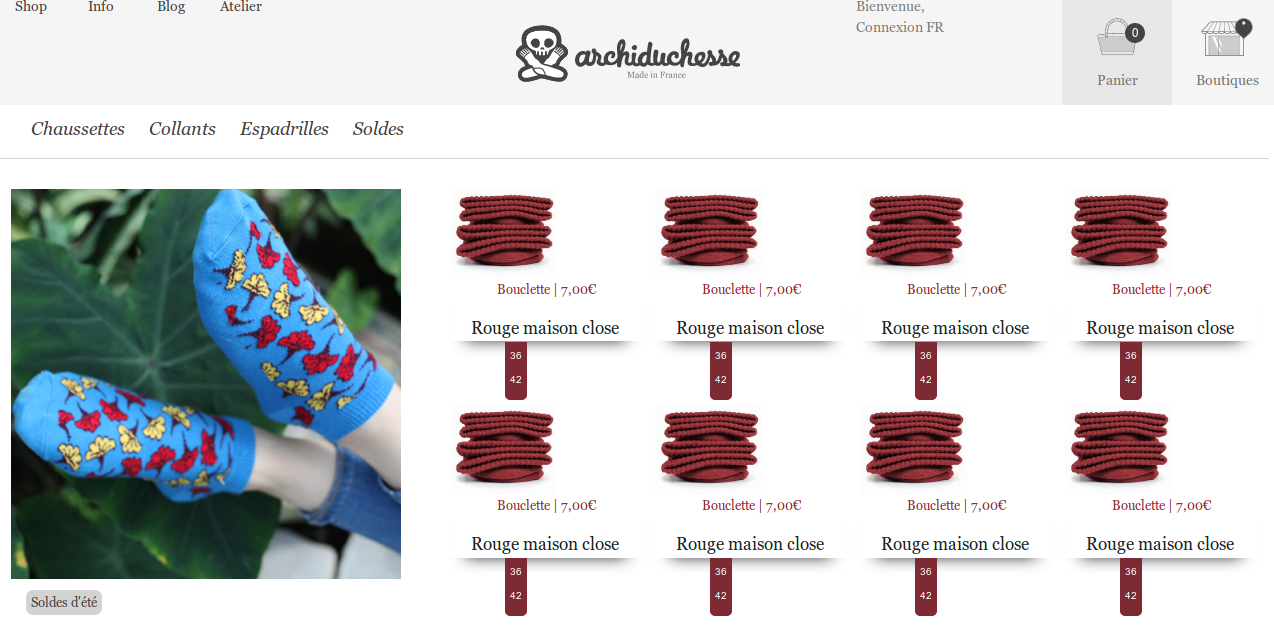 Shop Info Blog Atelier
Bienvenue,
Connexion FR
archiduchesse
Made in France
0
Panier
Boutiques
Chaussettes Collants Espadrilles Soldes
Bouclette | 7,00€ Bouclette | 7,00€ Bouclette | 7,00€ Bouclette | 7,00€
Rouge maison close Rouge maison close Rouge maison close Rouge maison close
36 36 36 36
42 42 42 42
Bouclette | 7,00€ Bouclette | 7,00€ Bouclette | 7,00€ Bouclette | 7,00€
Rouge maison close Rouge maison close Rouge maison close Rouge maison close
36 36 36 36
42 42 42 42
Soldes d'été